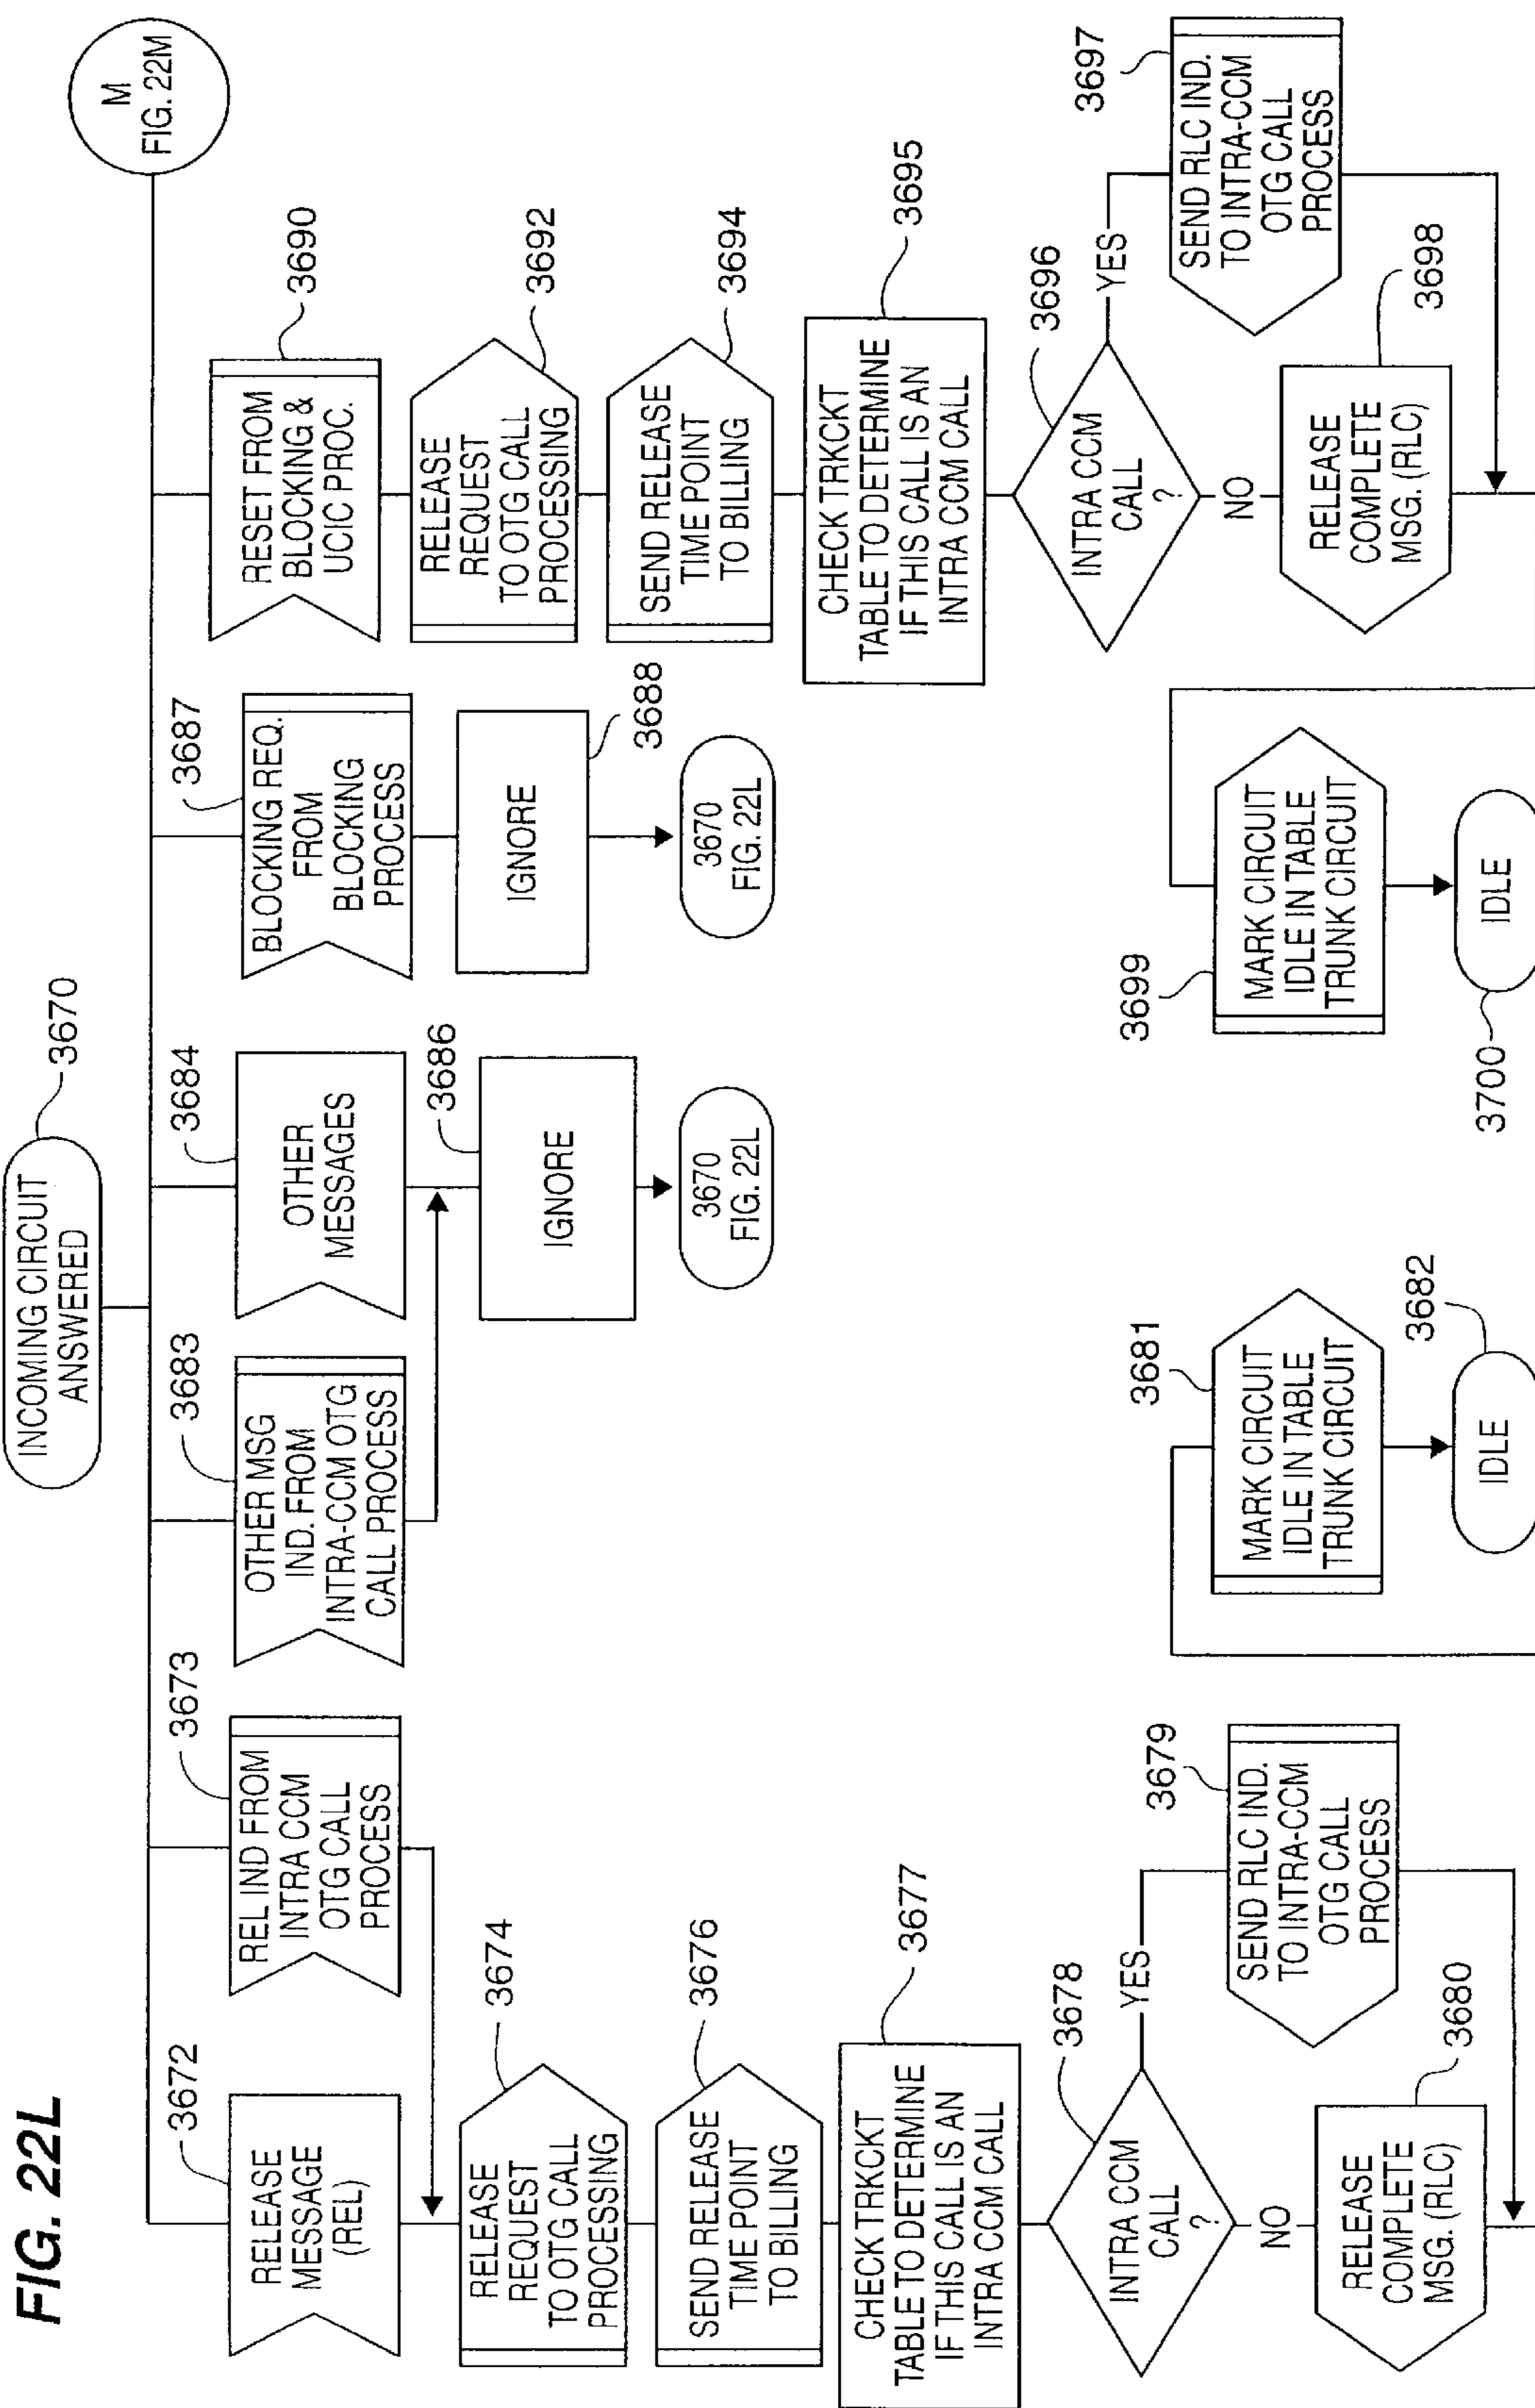 FIG. 22L
INCOMING CIRCUIT
ANSWERED
3670
M
FIG. 22M
RELEASE
MESSAGE
(REL)
3672
REL IND FROM
INTRA CCM
OTG CALL
PROCESS
3673
RELEASE
REQUEST
TO OTG CALL
PROCESSING
3674
SEND RELEASE
TIME POINT
TO BILLING
3676
CHECK TRKCKT
TABLE TO DETERMINE
IF THIS CALL IS AN
INTRA CCM CALL
3677
INTRA CCM
CALL
?
3678
YES
NO
SEND RLC IND.
TO INTRA-CCM
OTG CALL
PROCESS
3679
RELEASE
COMPLETE
MSG. (RLC)
3680
MARK CIRCUIT
IDLE IN TABLE
TRUNK CIRCUIT
3681
IDLE
3682
OTHER MSG
IND. FROM
INTRA-CCM OTG
CALL PROCESS
3683
OTHER
MESSAGES
3684
IGNORE
3686
3670
FIG. 22L
BLOCKING REQ.
FROM
BLOCKING
PROCESS
3687
IGNORE
3688
3670
FIG. 22L
RESET FROM
BLOCKING &
UCIC PROC.
3690
RELEASE
REQUEST
TO OTG CALL
PROCESSING
3692
SEND RELEASE
TIME POINT
TO BILLING
3694
CHECK TRKCKT
TABLE TO DETERMINE
IF THIS CALL IS AN
INTRA CCM CALL
3695
INTRA CCM
CALL
?
3696
YES
NO
SEND RLC IND.
TO INTRA-CCM
OTG CALL
PROCESS
3697
RELEASE
COMPLETE
MSG. (RLC)
3698
MARK CIRCUIT
IDLE IN TABLE
TRUNK CIRCUIT
3699
IDLE
3700